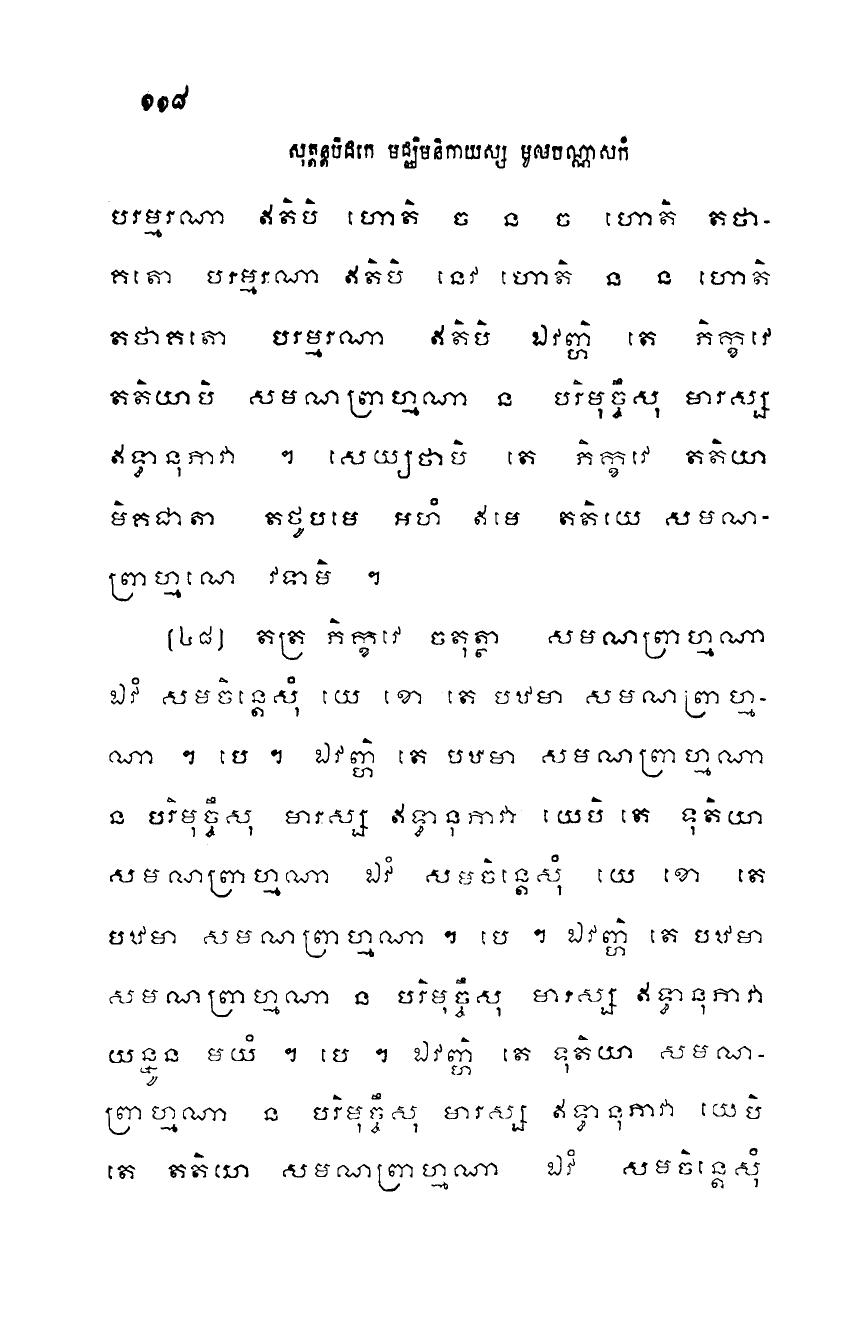 ១១៨
សុត្តន្តបិដកេ មជ្ឈិមនិកាយស្ស មូលបណ្ណាសកំ
បរម្មរណា ឥតិបិ ហោតិ ច ន ច ហោតិ តថា-
គតោ បរម្មរណា ឥតិបិ នេវ ហោតិ ន ន ហោតិ
តថាគតោ បរម្មរណា ឥតិបិ ឯវញ្ហិ តេ ភិក្ខវេ
តតិយាបិ សមណព្រាហ្មណា ន បរិមុច្ចឹសុ មារស្ស
ឥទ្ធានុភាវា ។ សេយ្យថាបិ តេ ភិក្ខវេ តតិយា
មិគជាតា តថូបមេ អហំ ឥមេ តតិយេ សមណ-
ព្រាហ្មណេ វទាមិ ។
[៤៨] តត្រ ភិក្ខវេ ចតុត្ថា សមណព្រាហ្មណា
ឯវំ សមចិន្តេសុំ យេ ខោ តេ បឋមា សមណព្រាហ្ម-
ណា ។ បេ ។ ឯវញ្ហិ តេ បឋមា សមណព្រាហ្មណា
ន បរិមុច្ចឹសុ មារស្ស ឥទ្ធានុភាវា យេបិ តេ ទុតិយា
សមណព្រាហ្មណា ឯវំ សមចិន្តេសុំ យេ ខោ តេ
បឋមា សមណព្រាហ្មណា ។ បេ ។ ឯវញ្ហិ តេ បឋមា
សមណព្រាហ្មណា ន បរិមុច្ចឹសុ មារស្ស ឥទ្ធានុភាវា
យន្នូន មយំ ។ បេ ។ ឯវញ្ហិ តេ ទុតិយា សមណ-
ព្រាហ្មណា ន បរិមុច្ចឹសុ មារស្ស ឥទ្ធានុភាវា យេបិ
តេ តតិយា សមណព្រាហ្មណា ឯវំ សមចិន្តេសុំ